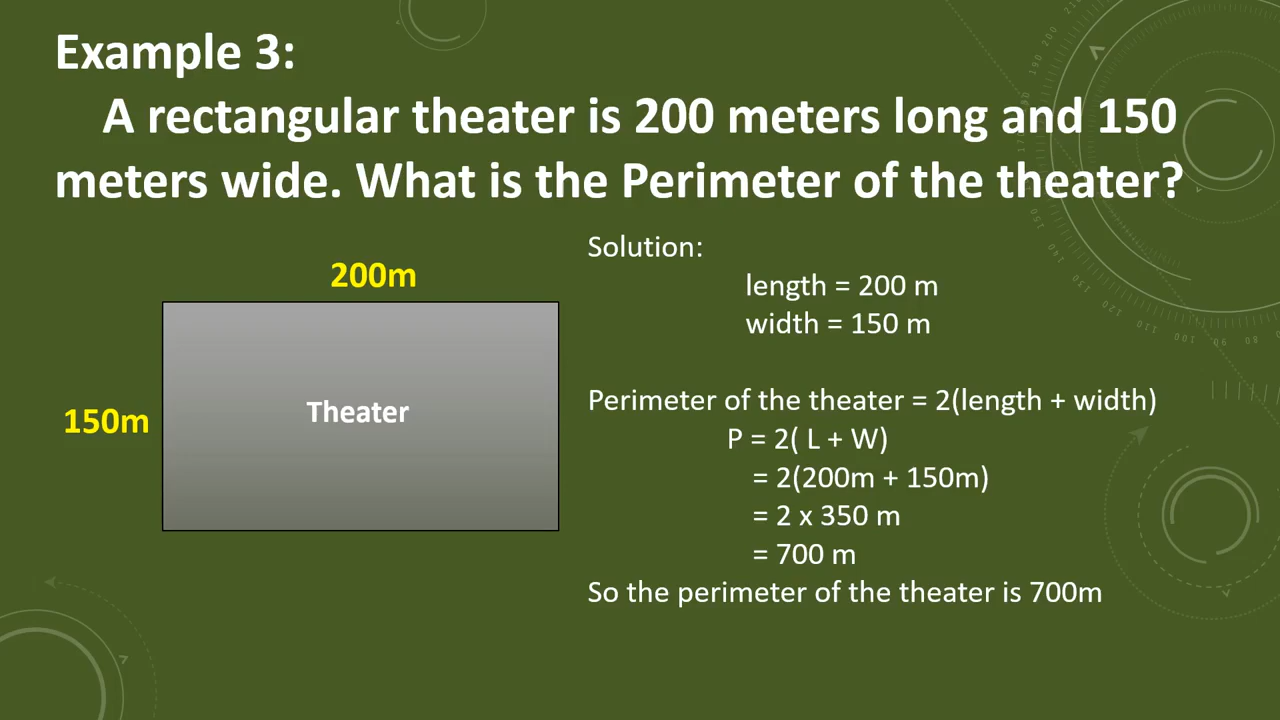 Example 3:
A rectangular theater is 200 meters long and 150
meters wide. What is the Perimeter of the theater?
200m
150m
Theater
Solution:
length = 200 m
width = 150 m
Perimeter of the theater = 2(length + width)
P = 2( L + W)
= 2(200m + 150m)
= 2 x 350 m
= 700 m
So the perimeter of the theater is 700m